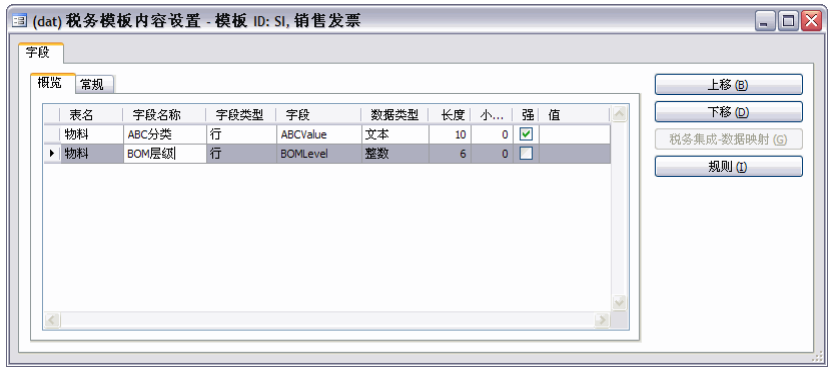 (dat) 税务模板内容设置 - 模板 ID: SI, 销售发票
字段
概览 常规
表名 字段名称 字段类型 字段 数据类型 长度 小... 强 值
物料 ABC分类 行 ABCValue 文本 10 0
物料 BOM层级 行 BOMLevel 整数 6 0
上移 (B)
下移 (D)
税务集成-数据映射 (G)
规则 (I)